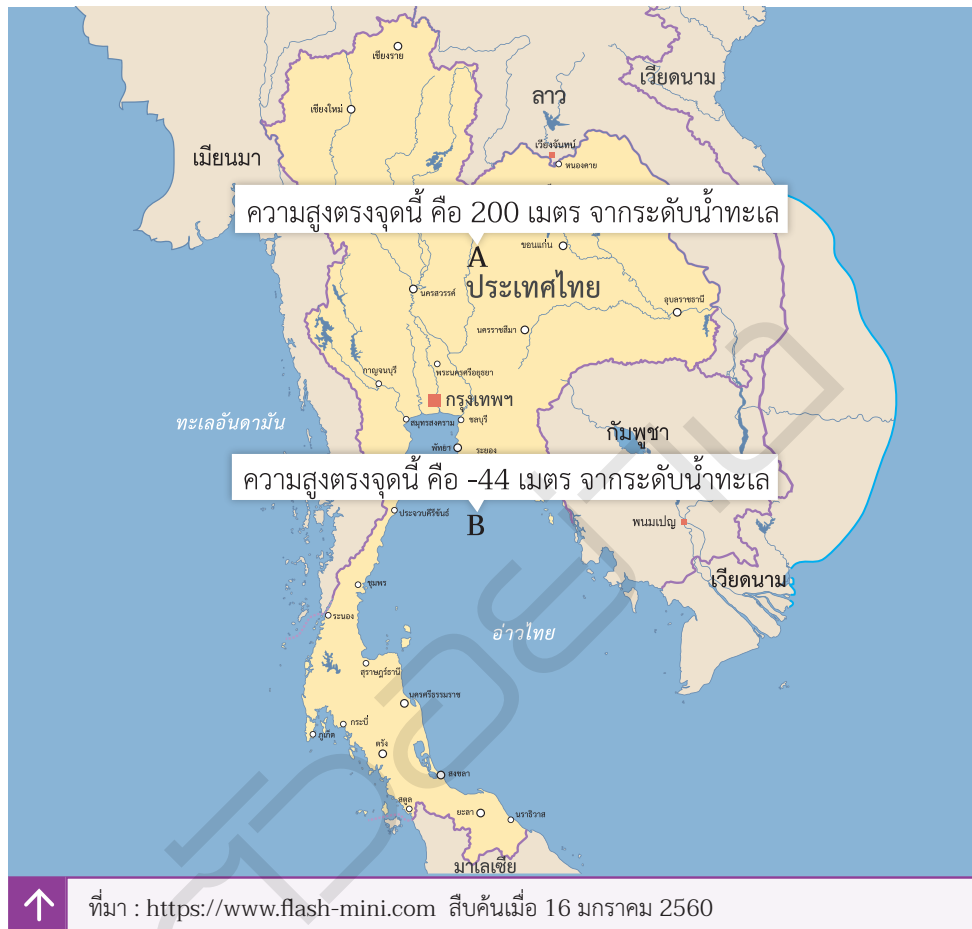 เชียงราย
เวียดนาม
ลาว
เชียงใหม่
เวียงจันทน์
หนองคาย
เมียนมา
ความสูงตรงจุดนี้ คือ 200 เมตร จากระดับน้ำทะเล
A
ขอนแก่น
ประเทศไทย
นครสวรรค์
อุบลราชธานี
นครราชสีมา
พระนครศรีอยุธยา
กาญจนบุรี
กรุงเทพฯ
ทะเลอันดามัน
สมุทรสงคราม
ชลบุรี
กัมพูชา
พัทยา
ระยอง
ความสูงตรงจุดนี้ คือ -44 เมตร จากระดับน้ำทะเล
ประจวบคีรีขันธ์
B
พนมเปญ
ชุมพร
เวียดนาม
ระนอง
อ่าวไทย
สุราษฎร์ธานี
นครศรีธรรมราช
กระบี่
ภูเก็ต
ตรัง
สงขลา
สตูล
ยะลา
นราธิวาส
มาเลเซีย
ตัวอย่าง
ที่มา : https://www.flash-mini.com สืบค้นเมื่อ 16 มกราคม 2560